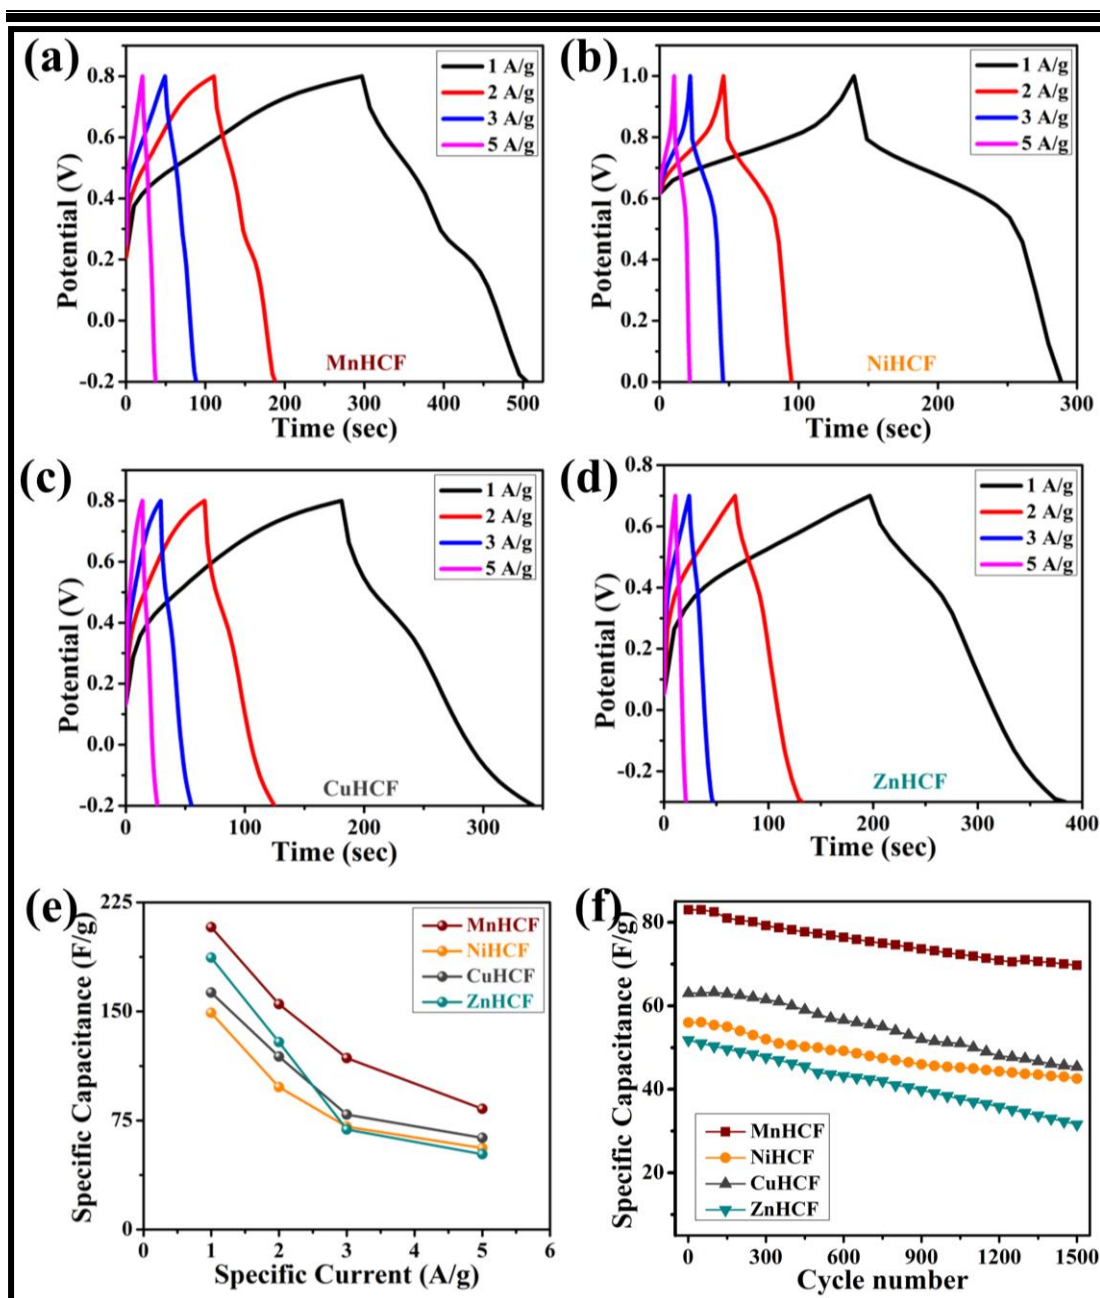 (a)
1 A/g
2 A/g
3 A/g
5 A/g
Potential (V)
0.8
0.6
0.4
0.2
0.0
-0.2
MnHCF
0 100 200 300 400 500
Time (sec)
(b)
1 A/g
2 A/g
3 A/g
5 A/g
Potential (V)
1.0
0.8
0.6
0.4
0.2
0.0
NiHCF
0 100 200 300
Time (sec)
(c)
1 A/g
2 A/g
3 A/g
5 A/g
Potential (V)
0.8
0.6
0.4
0.2
0.0
-0.2
CuHCF
0 100 200 300
Time (sec)
(d)
1 A/g
2 A/g
3 A/g
5 A/g
Potential (V)
0.8
0.6
0.4
0.2
0.0
-0.2
ZnHCF
0 100 200 300 400
Time (sec)
(e)
MnHCF
NiHCF
CuHCF
ZnHCF
Specific Capacitance (F/g)
225
150
75
0
0 1 2 3 4 5 6
Specific Current (A/g)
(f)
Specific Capacitance (F/g)
80
60
40
20
MnHCF
NiHCF
CuHCF
ZnHCF
0 300 600 900 1200 1500
Cycle number